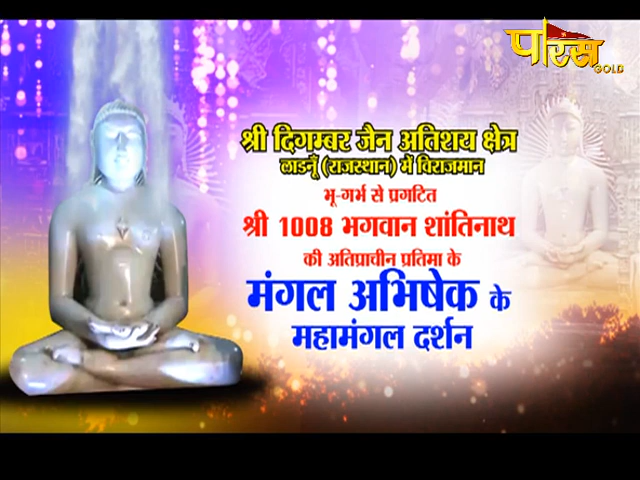 पारस
GOLD
श्री दिगम्बर जैन अतिशय क्षेत्र
लाडनूँ (राजस्थान) में विराजमान
भू-गर्भ से प्रगटित
श्री 1008 भगवान शांतिनाथ
की अतिप्राचीन प्रतिमा के
मंगल अभिषेक के
महामंगल दर्शन